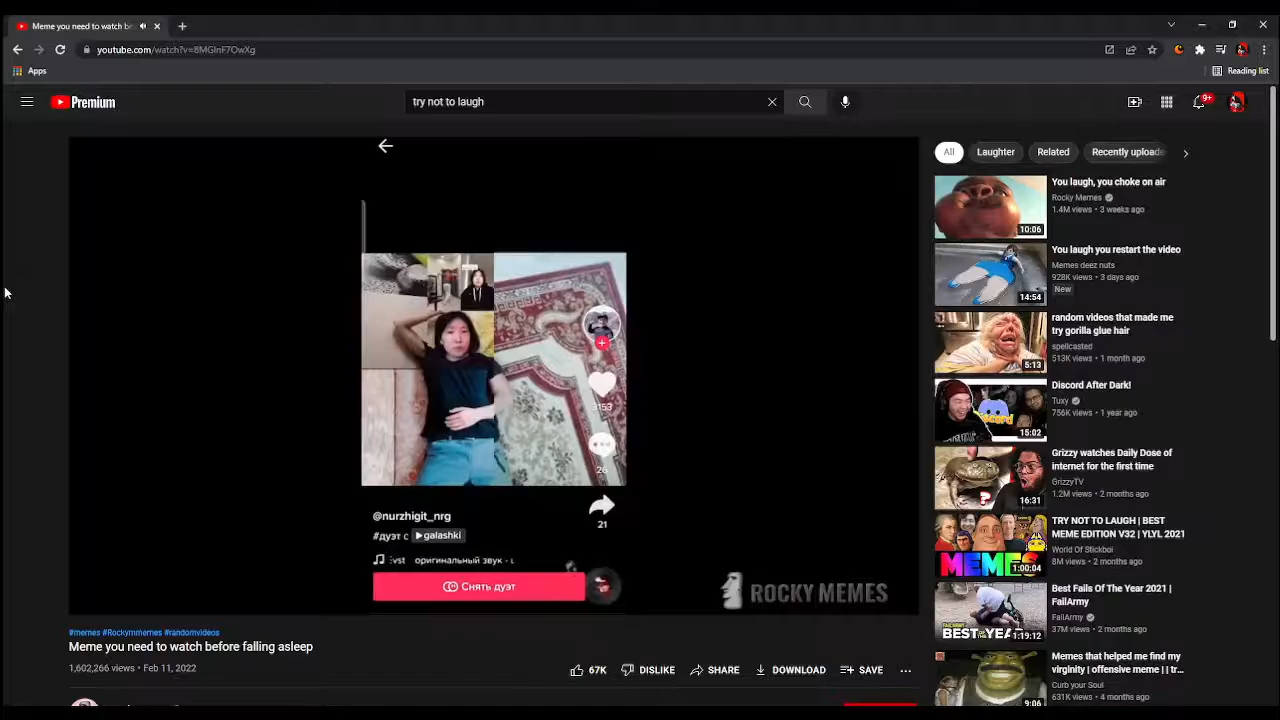 Meme you need to watch be
youtube.com/watch?v=8MGlnF7OwXg
Apps
Reading list
Premium
try not to laugh
9+
All
Laughter
Related
Recently uploade
You laugh, you choke on air
Rocky Memes
1.4M views • 3 weeks ago
10:06
You laugh you restart the video
Memes deez nuts
928K views • 3 days ago
New
14:54
random videos that made me
try gorilla glue hair
spellcasted
513K views • 1 month ago
5:13
Discord After Dark!
Tuxy
756K views • 1 year ago
15:02
Grizzy watches Daily Dose of
internet for the first time
GrizzyTV
1.2M views • 2 months ago
16:31
TRY NOT TO LAUGH | BEST
MEME EDITION V32 | YLYL 2021
World Of Stickboi
8M views • 2 months ago
MEMES
1:00:04
Best Fails Of The Year 2021 |
FailArmy
FailArmy
37M views • 2 months ago
BEST YEA
1:19:12
Memes that helped me find my
virginity | offensive meme | | tr...
Curb your Soul
631K views • 4 months ago
9:06
3153
26
21
@nurzhigit_nrg
#дуэт с galashki
vst оригинальный звук -
Снять дуэт
ROCKY MEMES
#memes #Rockymmemes #randomvideos
Meme you need to watch before falling asleep
1,602,266 views • Feb 11, 2022
67K
DISLIKE
SHARE
DOWNLOAD
SAVE